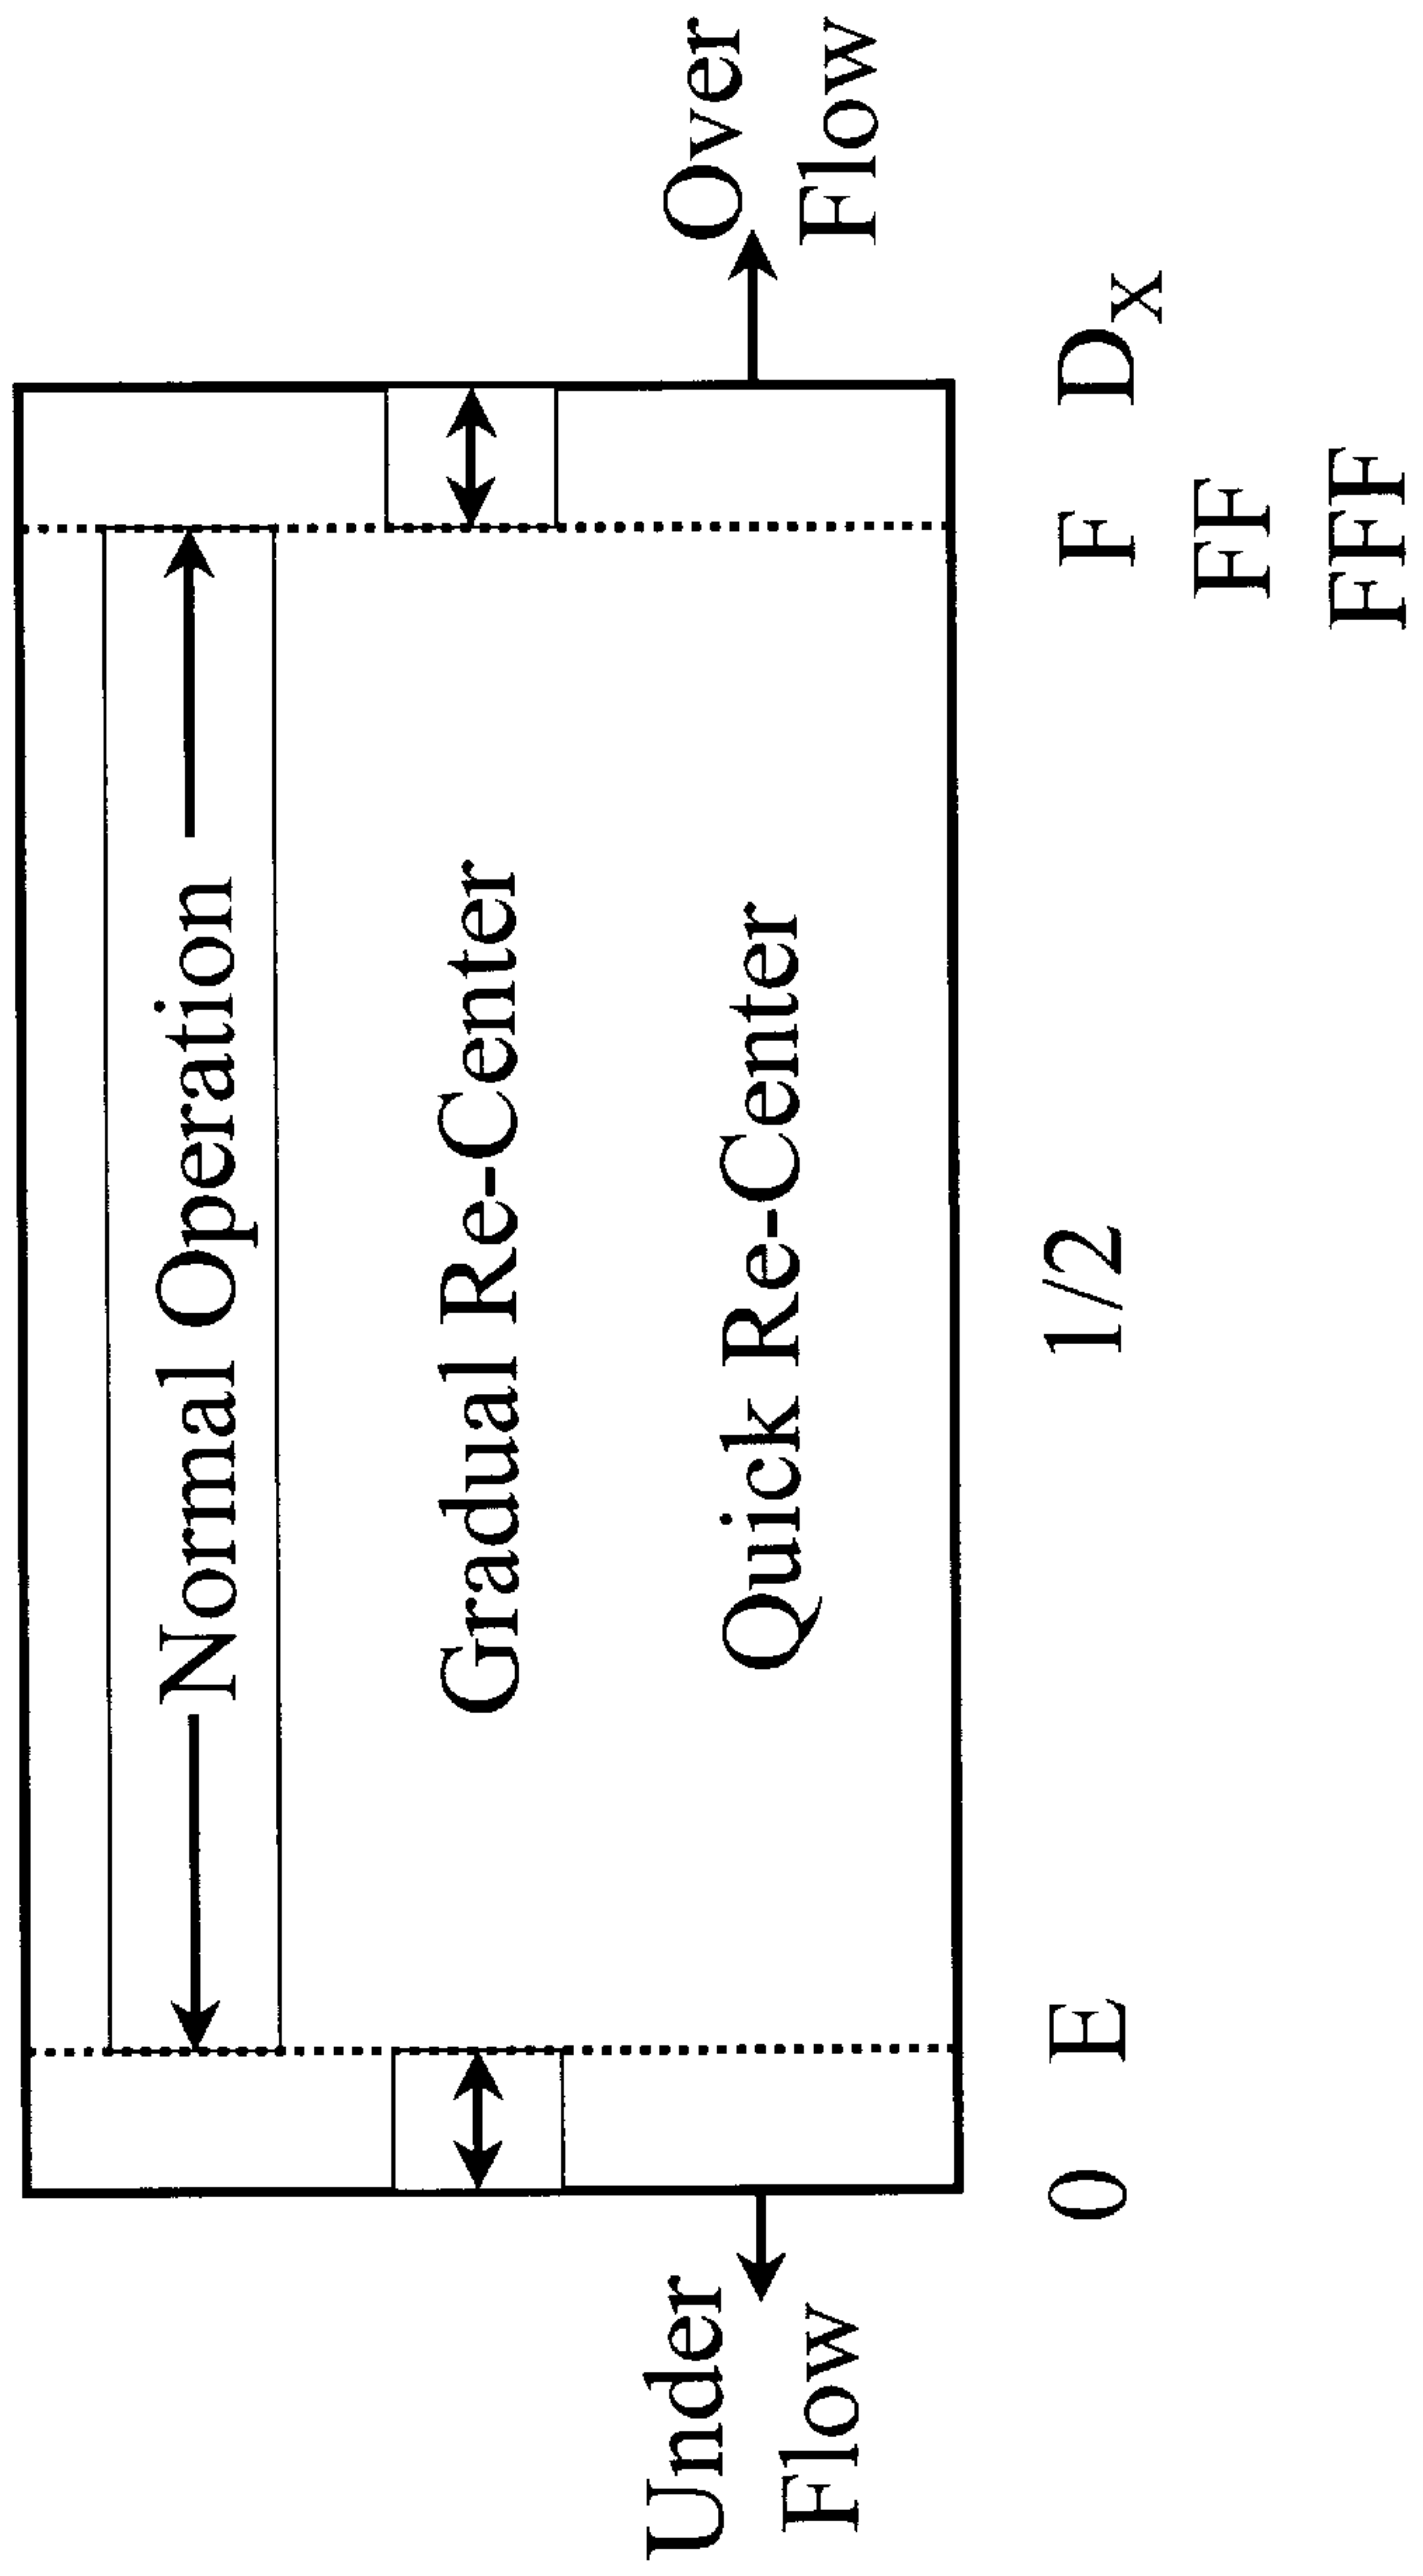 Normal Operation
Gradual Re-Center
Under
Flow
Quick Re-Center
Over
Flow
0 E 1/2 F Dx
FF
FFF